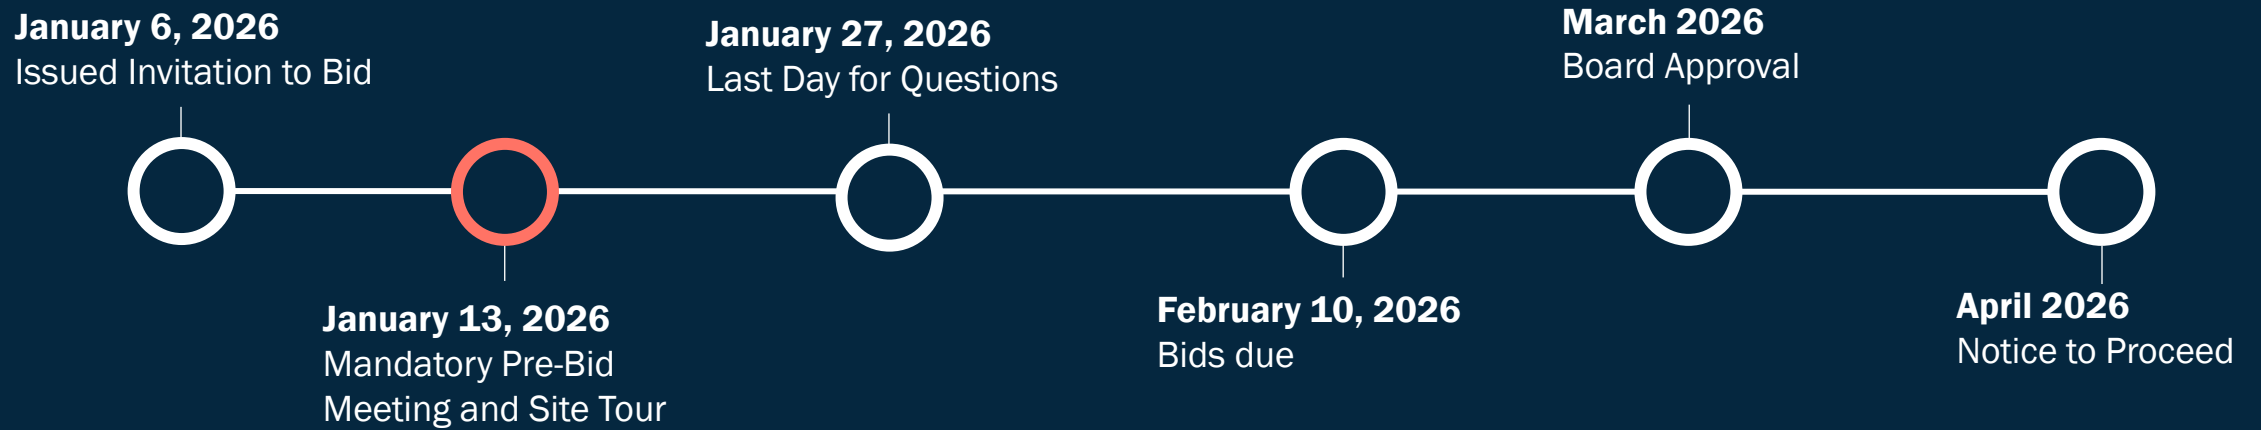 January 6, 2026
Issued Invitation to Bid
January 13, 2026
Mandatory Pre-Bid
Meeting and Site Tour
January 27, 2026
Last Day for Questions
February 10, 2026
Bids due
March 2026
Board Approval
April 2026
Notice to Proceed